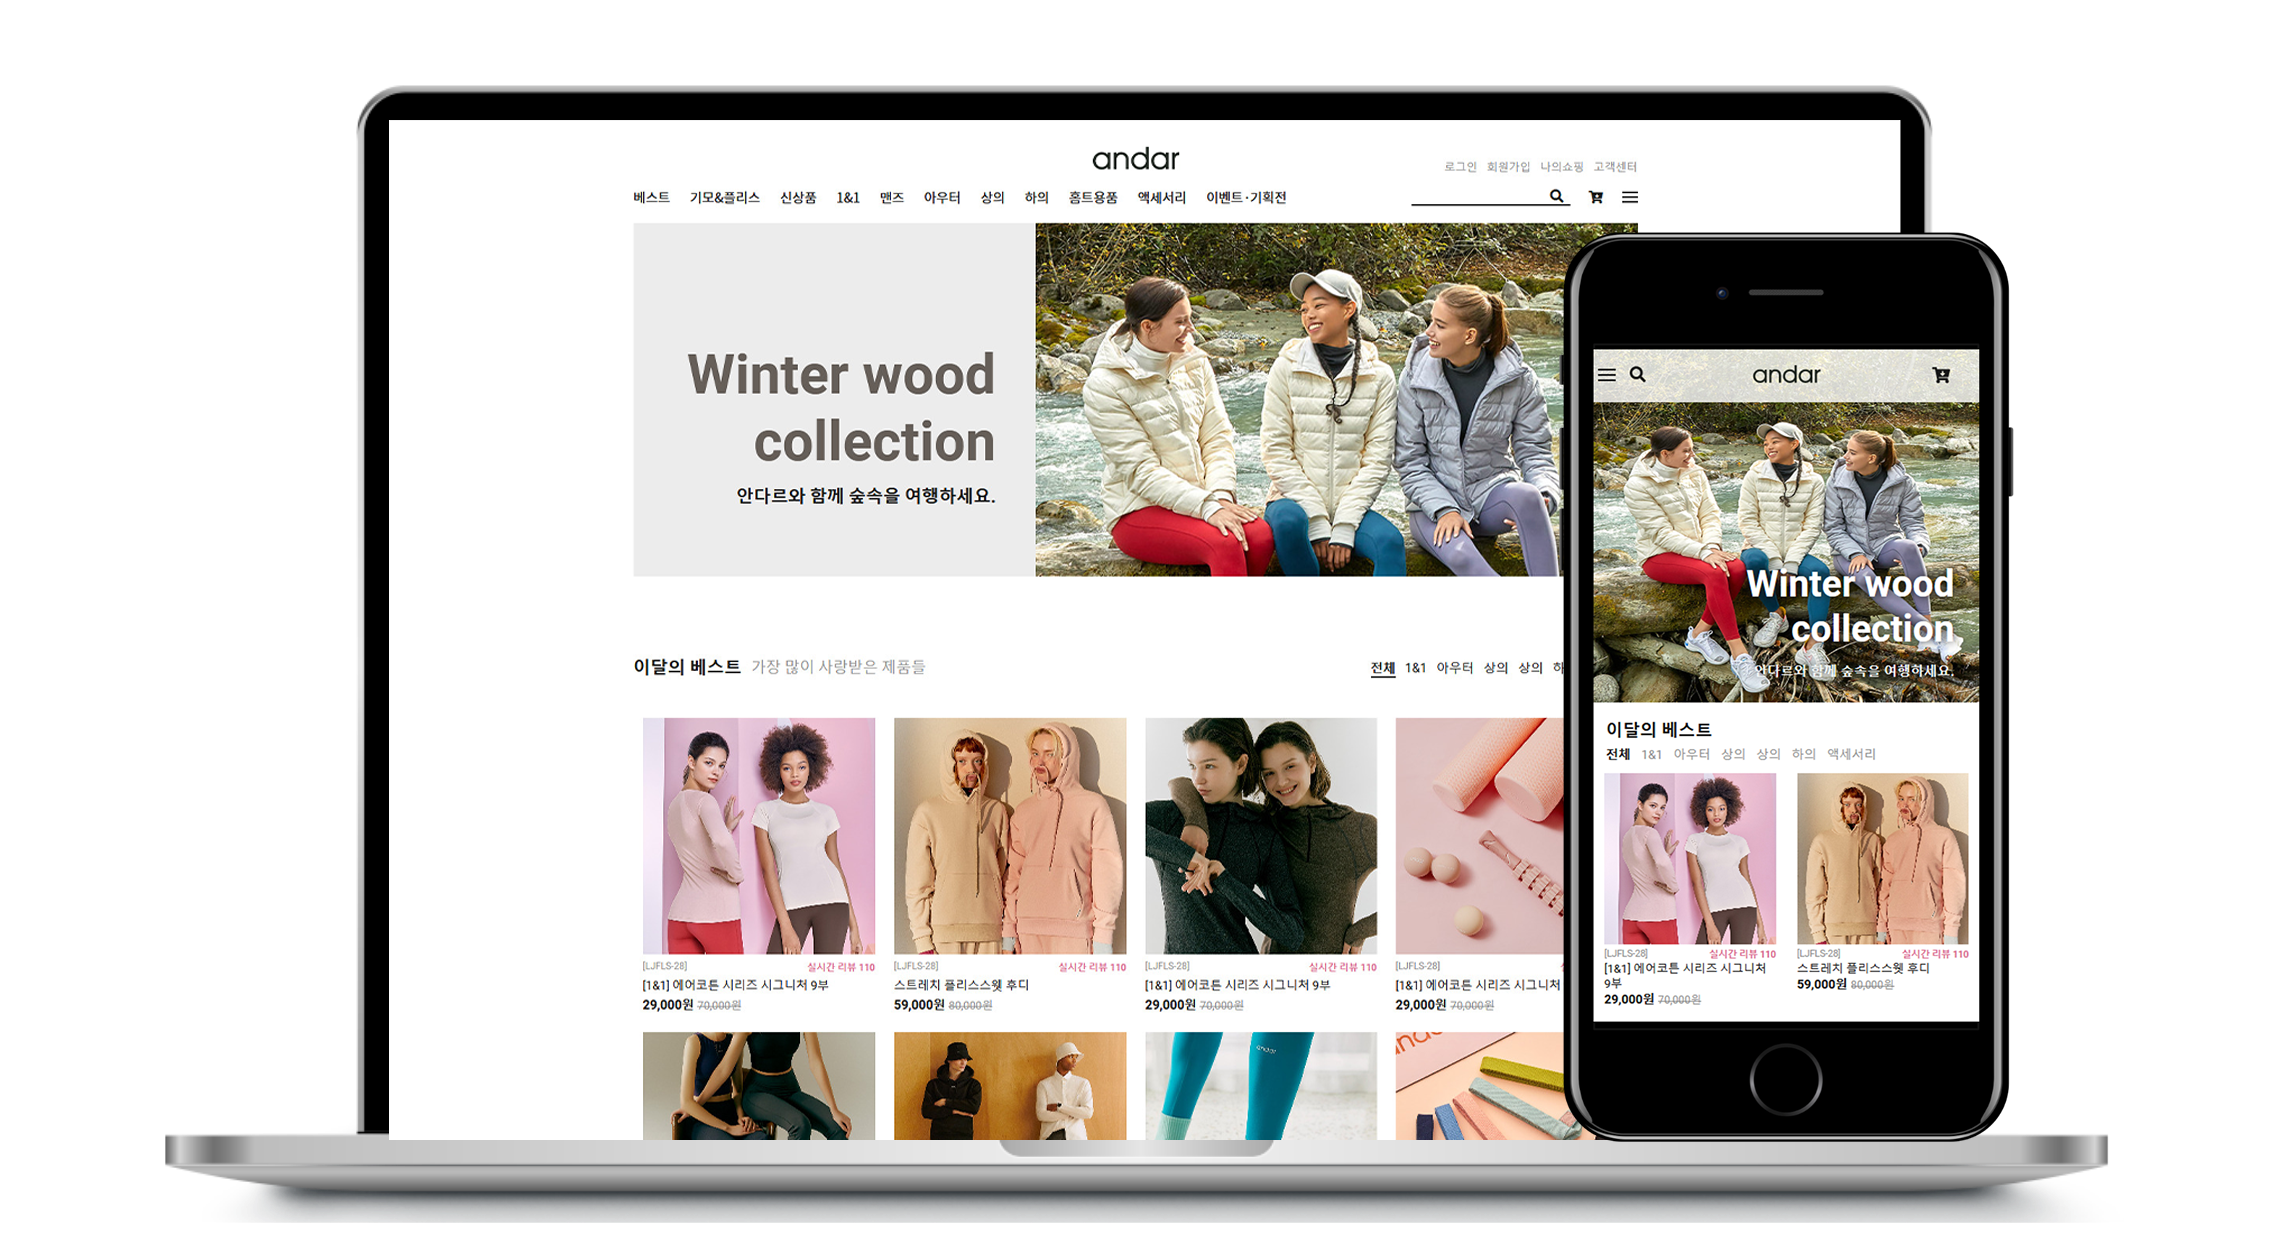 andar
로그인 회원가입 나의쇼핑 고객센터
베스트 기모&플리스 신상품 1&1 맨즈 아우터 상의 하의 홈트용품 액세서리 이벤트·기획전
Winter wood
collection
안다르와 함께 숲속을 여행하세요.
이달의 베스트 가장 많이 사랑받은 제품들
전체 1&1 아우터 상의 상의
[LJFLS-28] 실시간 리뷰 110
[1&1] 에어코튼 시리즈 시그니처 9부
29,000원 70,000원
[LJFLS-28] 실시간 리뷰 110
스트레치 플리스스웻 후디
59,000원 80,000원
[LJFLS-28] 실시간 리뷰 110
[1&1] 에어코튼 시리즈 시그니처 9부
29,000원 70,000원
[LJFLS-28]
[1&1] 에어코튼 시리즈 시그니처
29,000원 70,000원
andar
andar
Winter wood
collection
안다르와 함께 숲속을 여행하세요.
이달의 베스트
전체 1&1 아우터 상의 상의 하의 액세서리
[LJFLS-28] 실시간 리뷰 110
[1&1] 에어코튼 시리즈 시그니처
9부
29,000원 70,000원
[LJFLS-28] 실시간 리뷰 110
스트레치 플리스스웻 후디
59,000원 80,000원